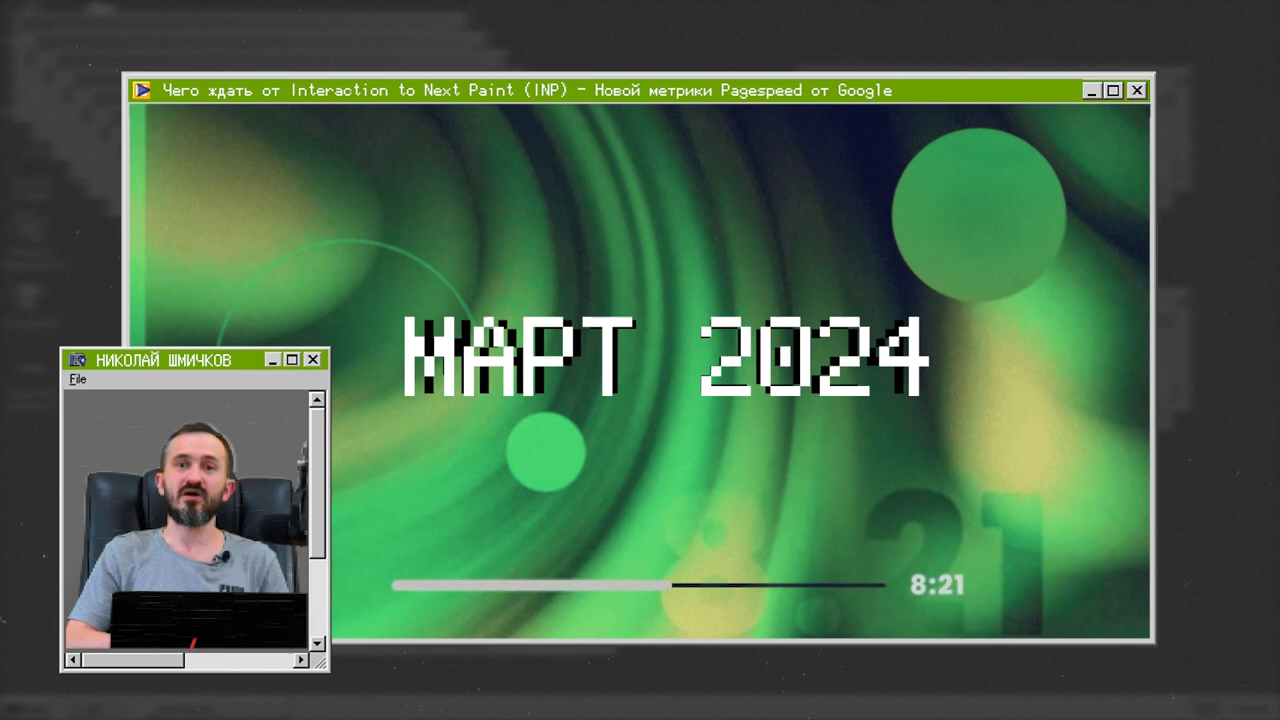 Чего ждать от Interaction to Next Paint (INP) - Новой метрики Pagespeed от Google
МАРТ 2024
НИКОЛАЙ ШМИЧКОВ
File
21
8:21